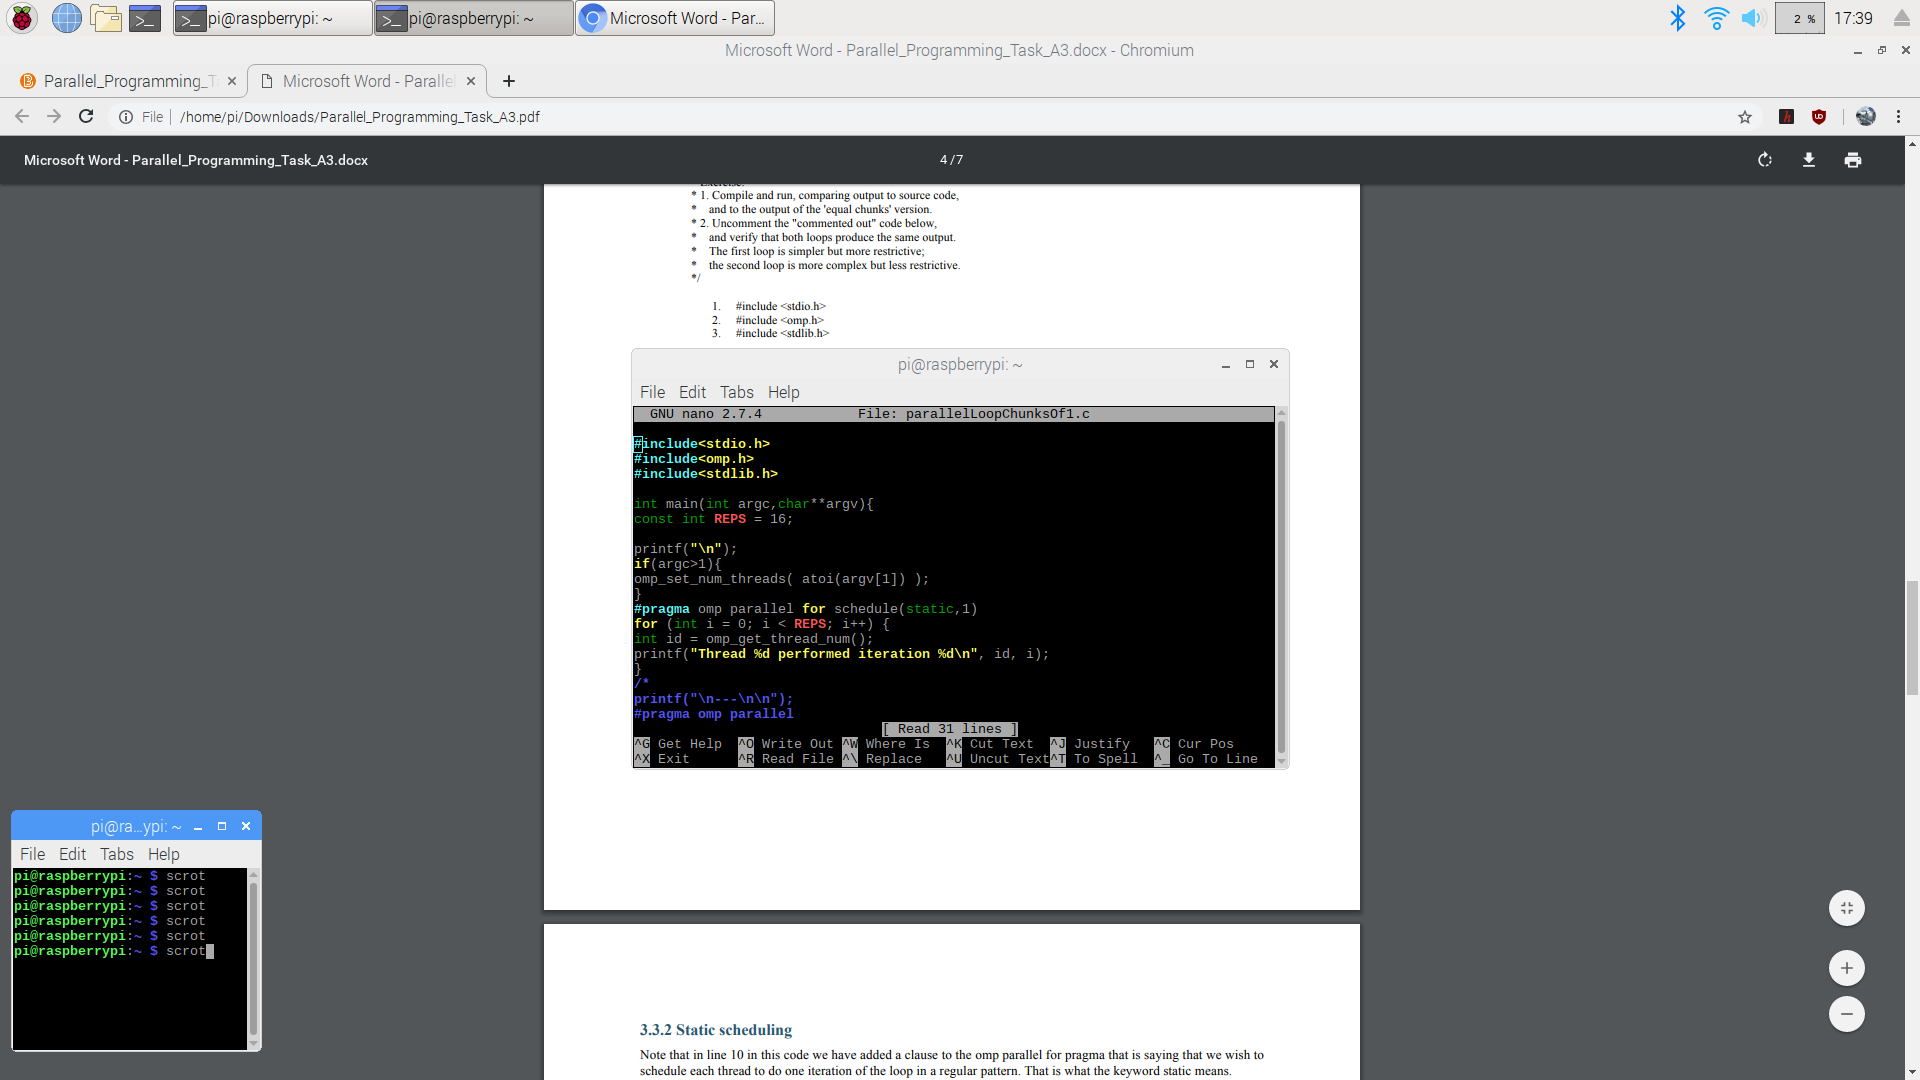 pi@raspberrypi: ~
pi@raspberrypi: ~
Microsoft Word - Par...
2 %
17:39
Microsoft Word - Parallel_Programming_Task_A3.docx - Chromium
Parallel_Programming_T
Microsoft Word - Paralle
File
/home/pi/Downloads/Parallel_Programming_Task_A3.pdf
Microsoft Word - Parallel_Programming_Task_A3.docx
4 / 7
* 1. Compile and run, comparing output to source code,
* and to the output of the 'equal chunks' version.
* 2. Uncomment the "commented out" code below,
* and verify that both loops produce the same output.
* The first loop is simpler but more restrictive;
* the second loop is more complex but less restrictive.
*/
1. #include <stdio.h>
2. #include <omp.h>
3. #include <stdlib.h>
pi@raspberrypi: ~
File Edit Tabs Help
GNU nano 2.7.4 File: parallelLoopChunksOf1.c
#include<stdio.h>
#include<omp.h>
#include<stdlib.h>
int main(int argc,char**argv){
const int REPS = 16;
printf("\n");
if(argc>1){
omp_set_num_threads( atoi(argv[1]) );
}
#pragma omp parallel for schedule(static,1)
for (int i = 0; i < REPS; i++) {
int id = omp_get_thread_num();
printf("Thread %d performed iteration %d\n", id, i);
}
/*
printf("\n---\n\n");
#pragma omp parallel
[ Read 31 lines ]
^G Get Help ^O Write Out ^W Where Is ^K Cut Text ^J Justify ^C Cur Pos
^X Exit ^R Read File ^\ Replace ^U Uncut Text^T To Spell ^_ Go To Line
pi@ra...ypi: ~
File Edit Tabs Help
pi@raspberrypi:~ $ scrot
pi@raspberrypi:~ $ scrot
pi@raspberrypi:~ $ scrot
pi@raspberrypi:~ $ scrot
pi@raspberrypi:~ $ scrot
pi@raspberrypi:~ $ scrot
3.3.2 Static scheduling
Note that in line 10 in this code we have added a clause to the omp parallel for pragma that is saying that we wish to
schedule each thread to do one iteration of the loop in a regular pattern. That is what the keyword static means.